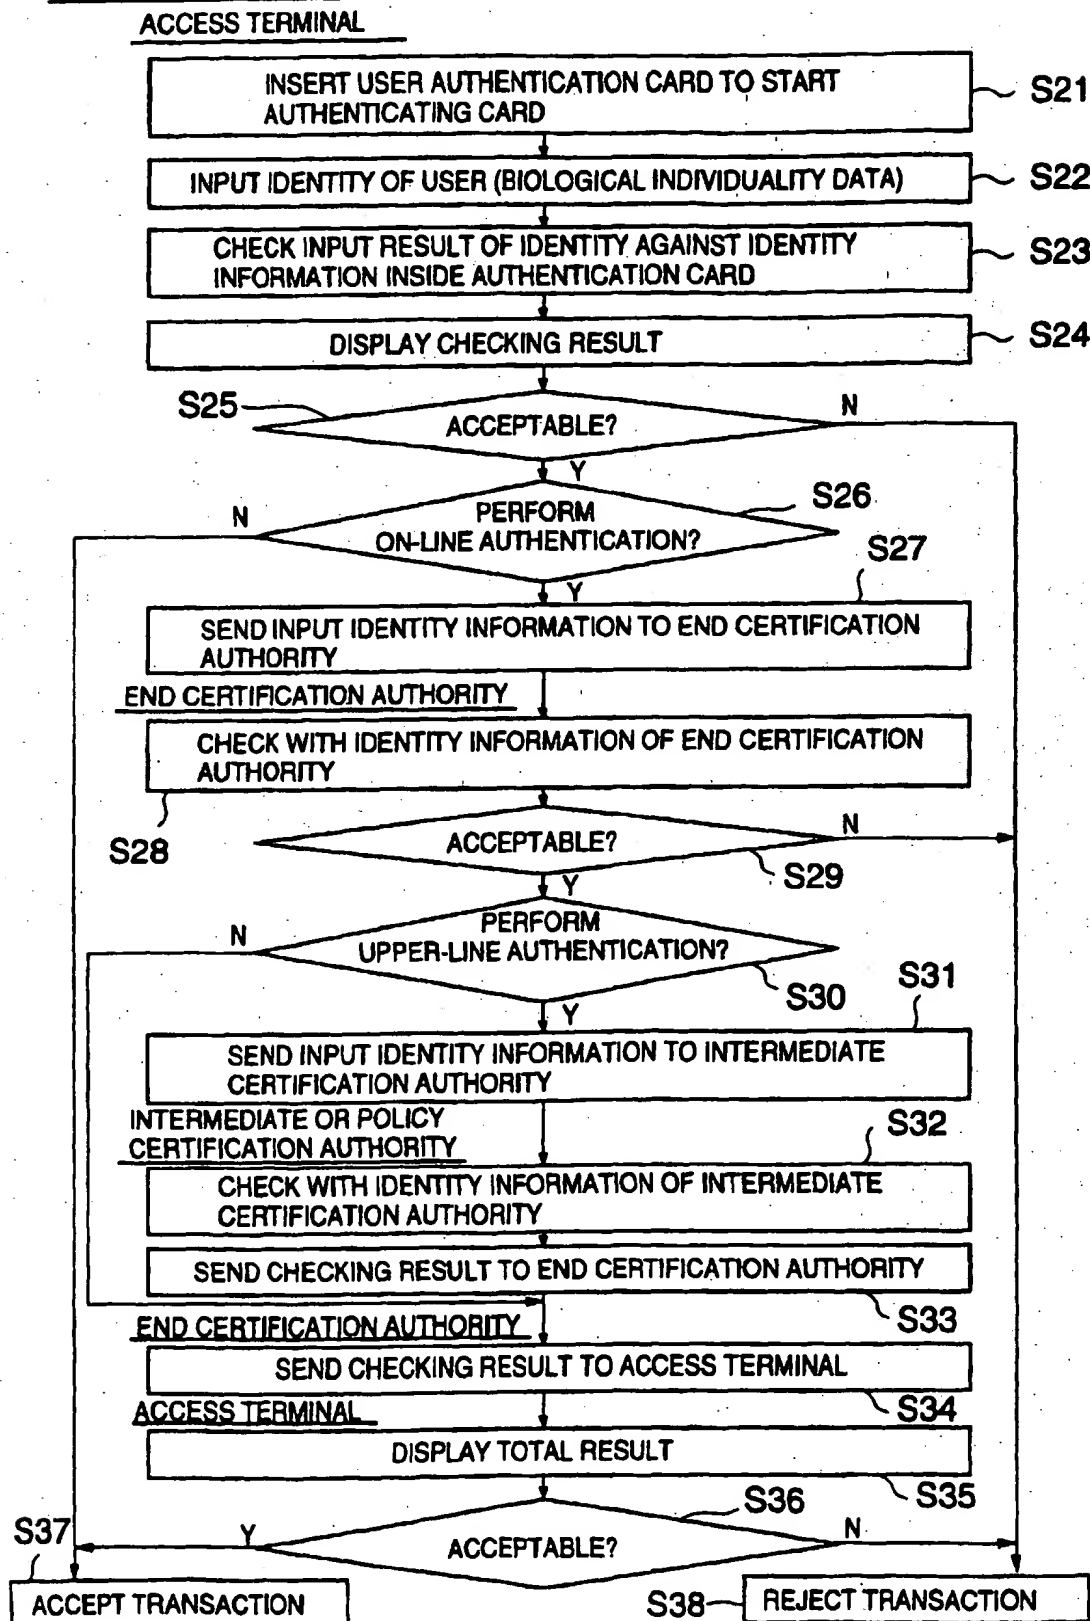 ACCESS TERMINAL
INSERT USER AUTHENTICATION CARD TO START
AUTHENTICATING CARD
S21
INPUT IDENTITY OF USER (BIOLOGICAL INDIVIDUALITY DATA)
S22
CHECK INPUT RESULT OF IDENTITY AGAINST IDENTITY
INFORMATION INSIDE AUTHENTICATION CARD
S23
DISPLAY CHECKING RESULT
S24
S25
ACCEPTABLE?
N
Y
S26
N
PERFORM
ON-LINE AUTHENTICATION?
S27
Y
SEND INPUT IDENTITY INFORMATION TO END CERTIFICATION
AUTHORITY
END CERTIFICATION AUTHORITY
CHECK WITH IDENTITY INFORMATION OF END CERTIFICATION
AUTHORITY
S28
ACCEPTABLE?
N
S29
Y
N
PERFORM
UPPER-LINE AUTHENTICATION?
S30
S31
Y
SEND INPUT IDENTITY INFORMATION TO INTERMEDIATE
CERTIFICATION AUTHORITY
INTERMEDIATE OR POLICY
CERTIFICATION AUTHORITY
S32
CHECK WITH IDENTITY INFORMATION OF INTERMEDIATE
CERTIFICATION AUTHORITY
SEND CHECKING RESULT TO END CERTIFICATION AUTHORITY
S33
END CERTIFICATION AUTHORITY
SEND CHECKING RESULT TO ACCESS TERMINAL
S34
ACCESS TERMINAL
DISPLAY TOTAL RESULT
S35
S36
S37
Y
ACCEPTABLE?
N
ACCEPT TRANSACTION
S38
REJECT TRANSACTION